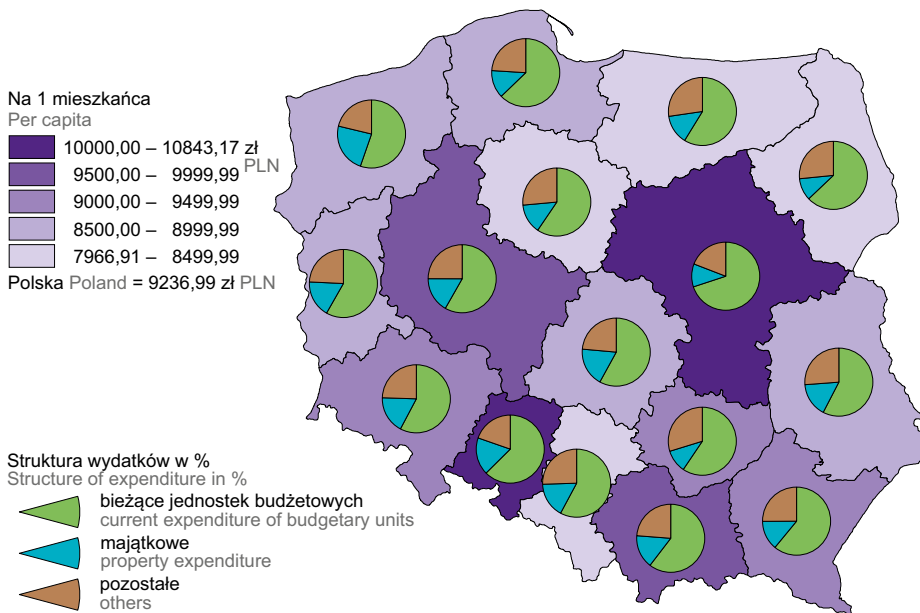 Na 1 mieszkańca
Per capita
10000,00 – 10843,17 zł
PLN
9500,00 – 9999,99
9000,00 – 9499,99
8500,00 – 8999,99
7966,91 – 8499,99
Polska Poland = 9236,99 zł PLN
Struktura wydatków w %
Structure of expenditure in %
bieżące jednostek budżetowych
current expenditure of budgetary units
majątkowe
property expenditure
pozostałe
others